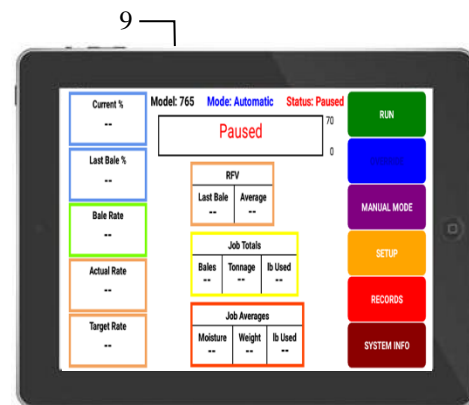 9
Model: 765 Mode: Automatic Status: Paused
Paused
70
0
Current %
--
Last Bale %
--
Bale Rate
--
Actual Rate
--
Target Rate
--
RFV
Last Bale Average
-- --
Job Totals
Bales Tonnage lb Used
-- -- --
Job Averages
Moisture Weight lb Used
-- -- --
RUN
MANUAL MODE
SETUP
RECORDS
SYSTEM INFO